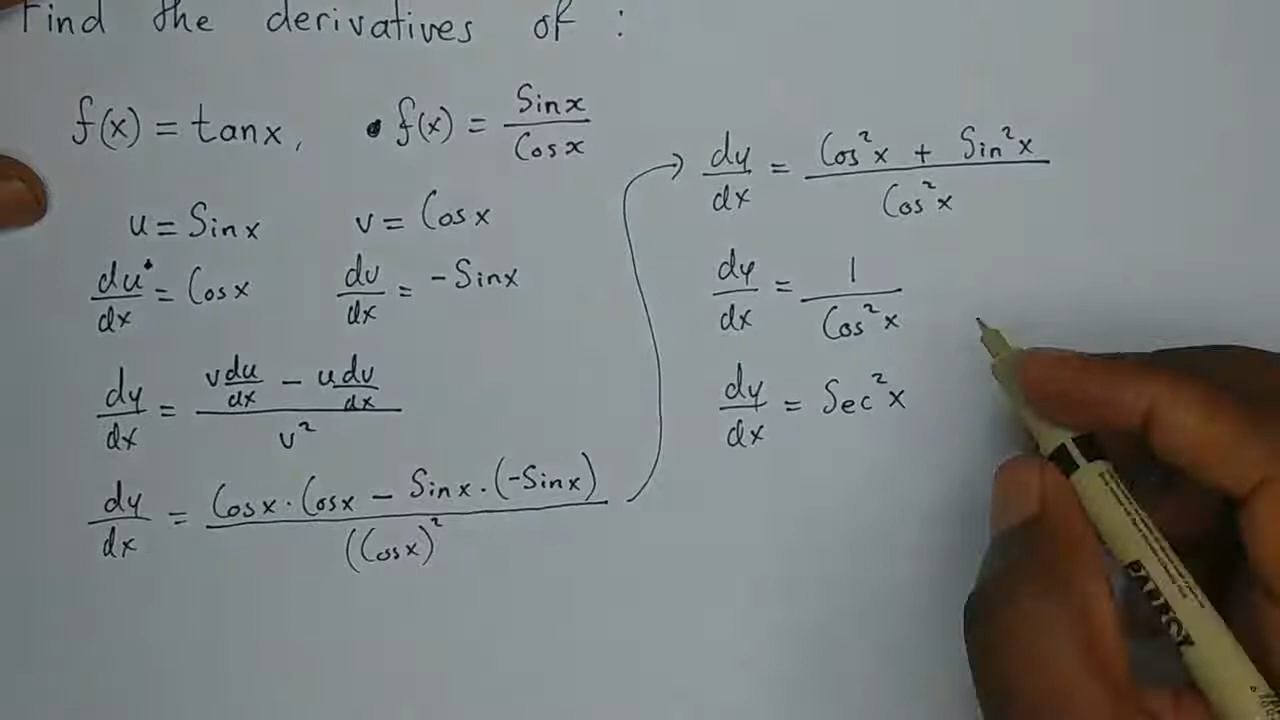 Find the derivatives of :
f(x) = tanx, • f(x) = Sinx/Cosx
u = Sinx v = Cosx
du/dx = Cosx dv/dx = -Sinx
dy/dx = (v du/dx - u dv/dx)/v²
dy/dx = (Cosx·Cosx - Sinx·(-Sinx))/((Cosx)²)
dy/dx = (Cos²x + Sin²x)/Cos²x
dy/dx = 1/Cos²x
dy/dx = Sec²x